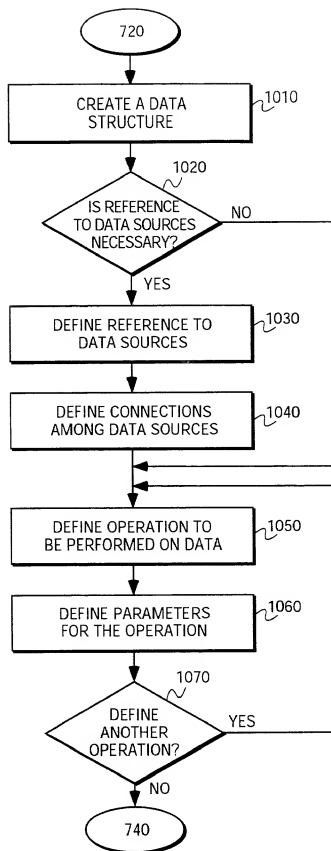 720
CREATE A DATA
STRUCTURE
1010
1020
IS REFERENCE
TO DATA SOURCES
NECESSARY?
NO
YES
DEFINE REFERENCE TO
DATA SOURCES
1030
DEFINE CONNECTIONS
AMONG DATA SOURCES
1040
DEFINE OPERATION TO
BE PERFORMED ON DATA
1050
DEFINE PARAMETERS
FOR THE OPERATION
1060
1070
DEFINE
ANOTHER
OPERATION?
YES
NO
740